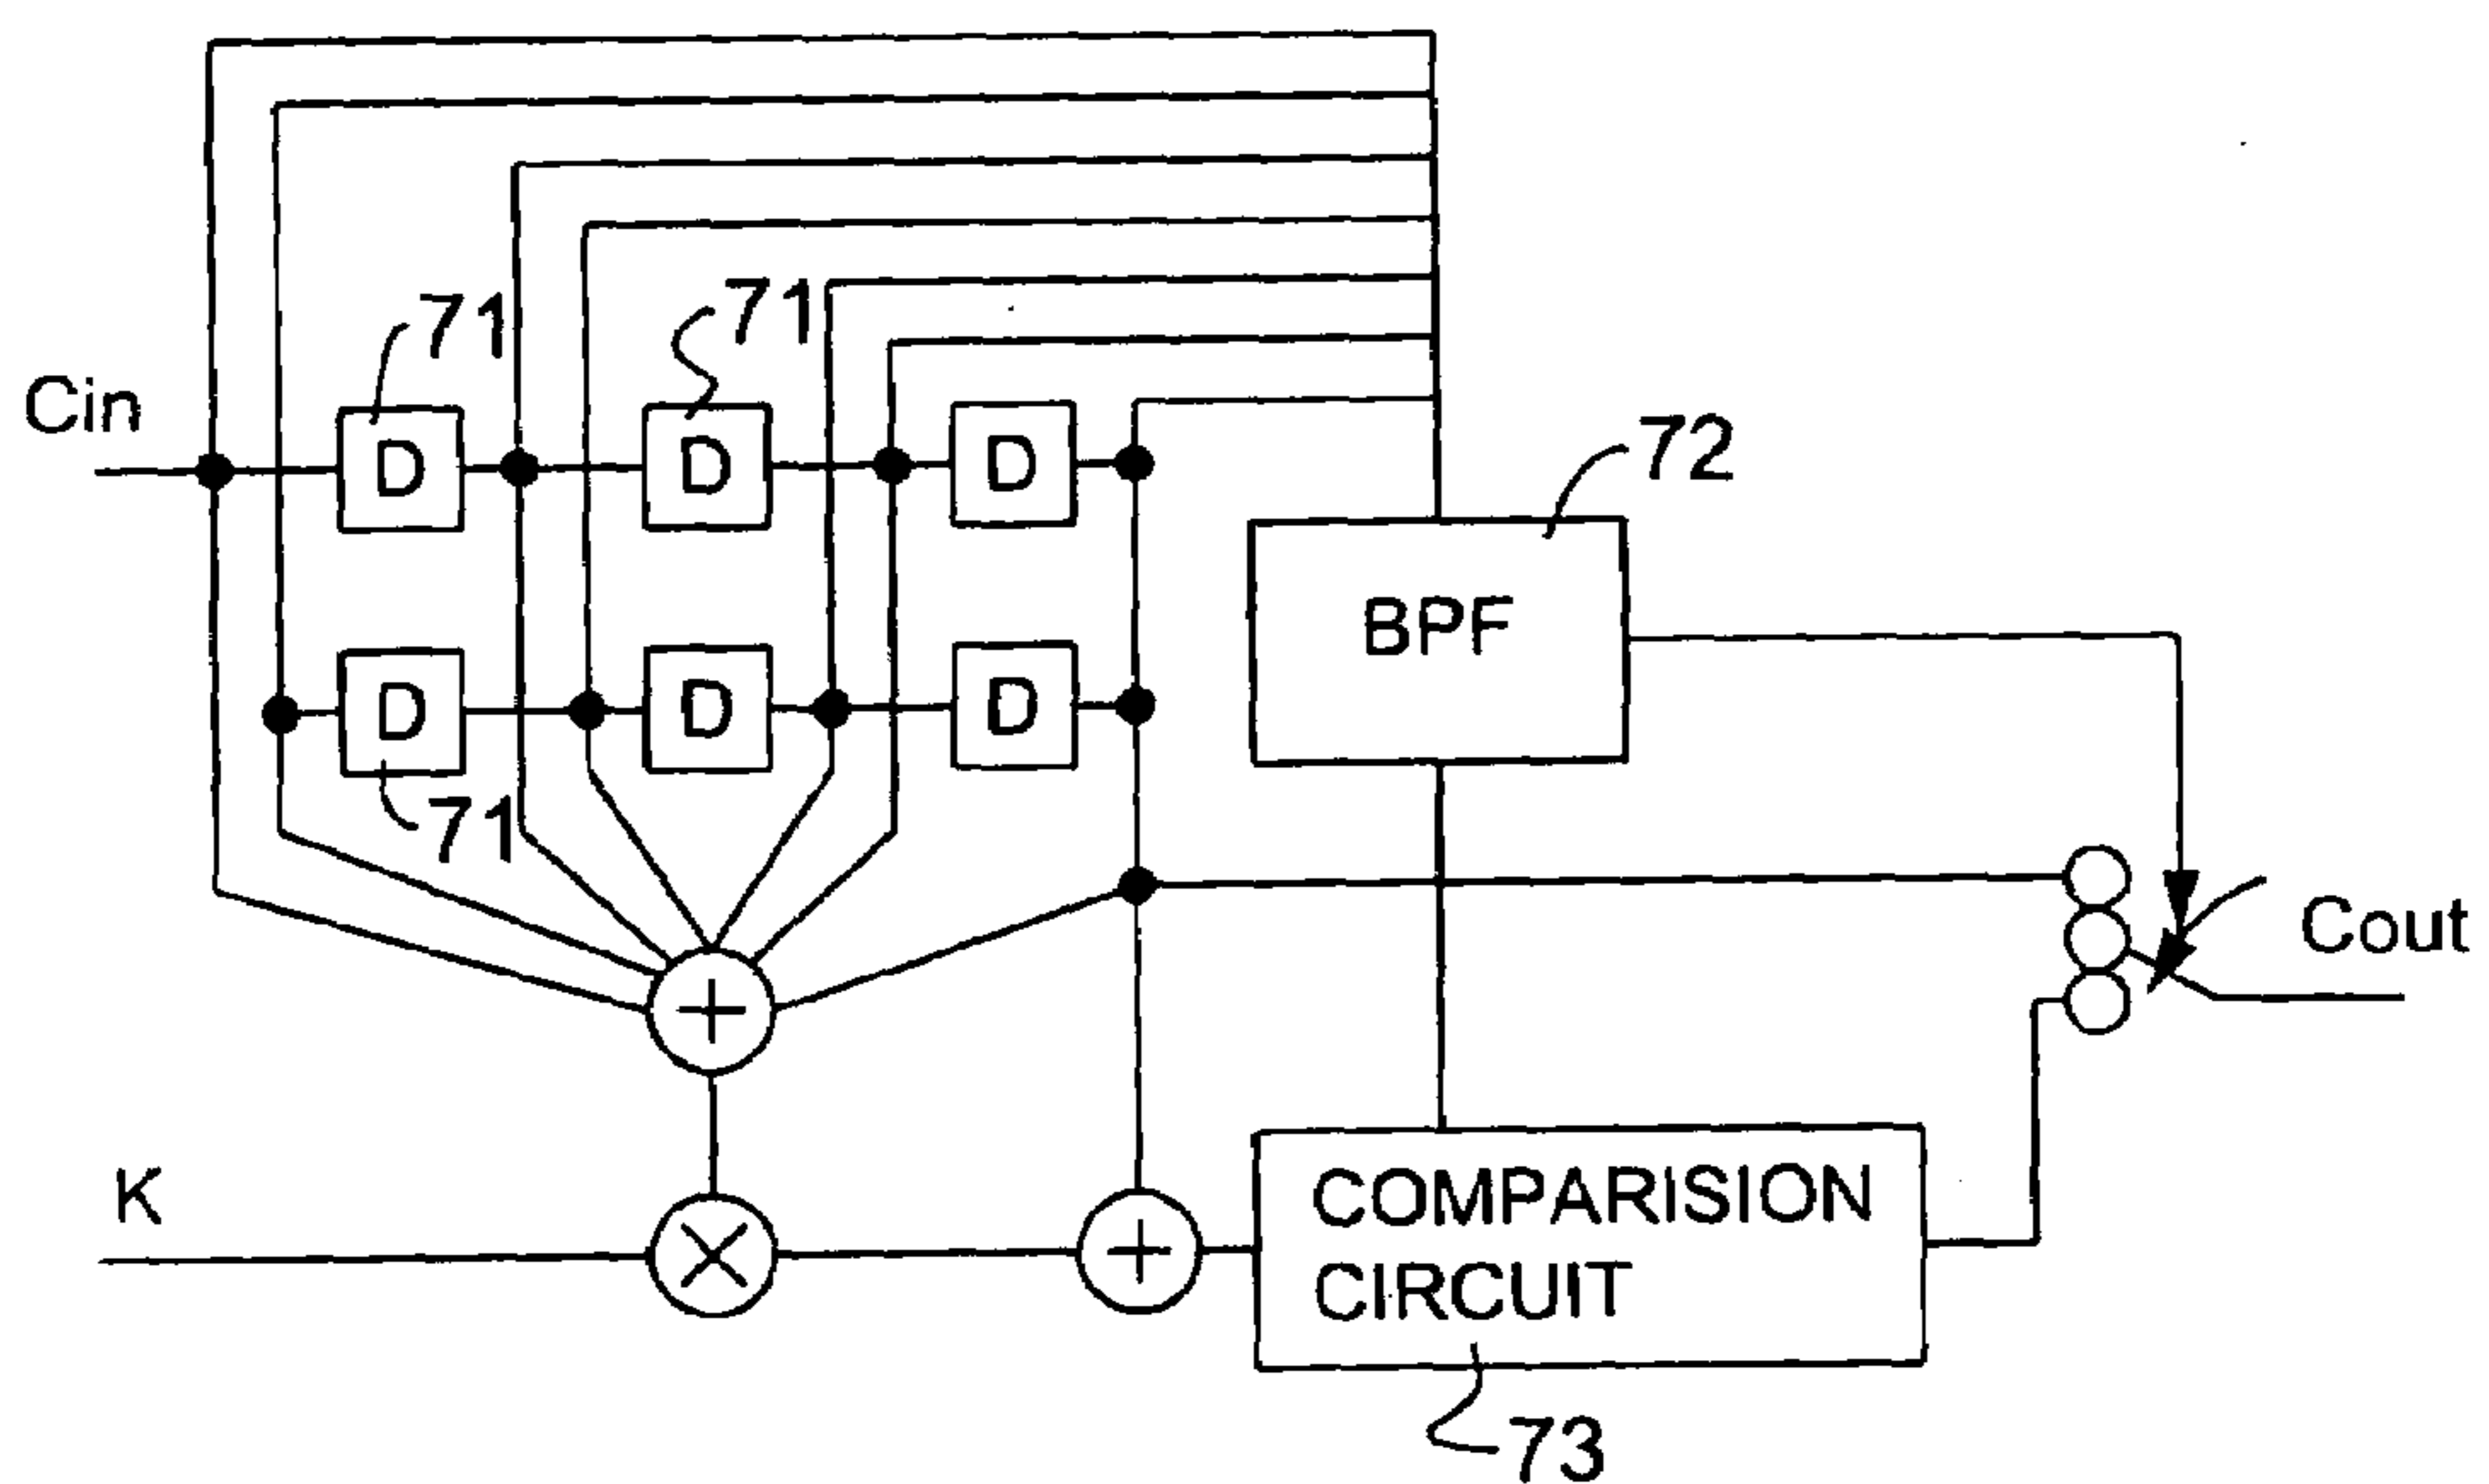 71
71
Cin
D
D
D
72
BPF
D
D
D
71
Cout
+
K
×
+
COMPARISION
CIRCUIT
73